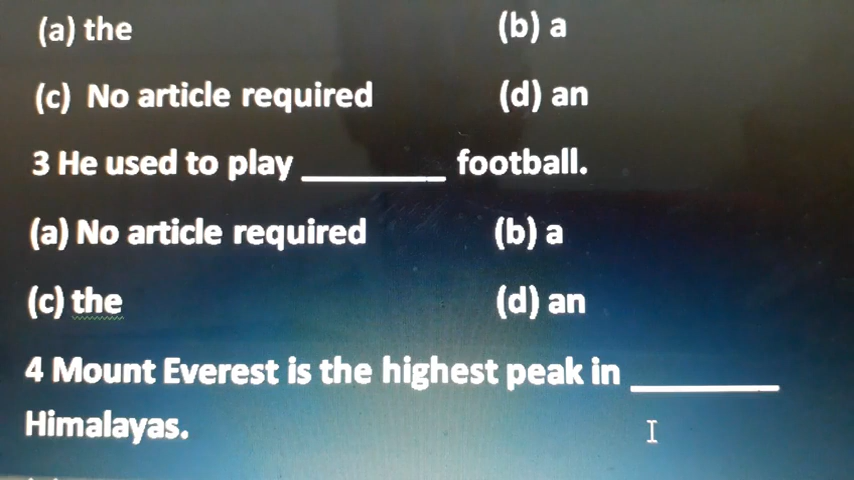 (a) the (b) a
(c) No article required (d) an
3 He used to play ________ football.
(a) No article required (b) a
(c) the (d) an
4 Mount Everest is the highest peak in ________
Himalayas.